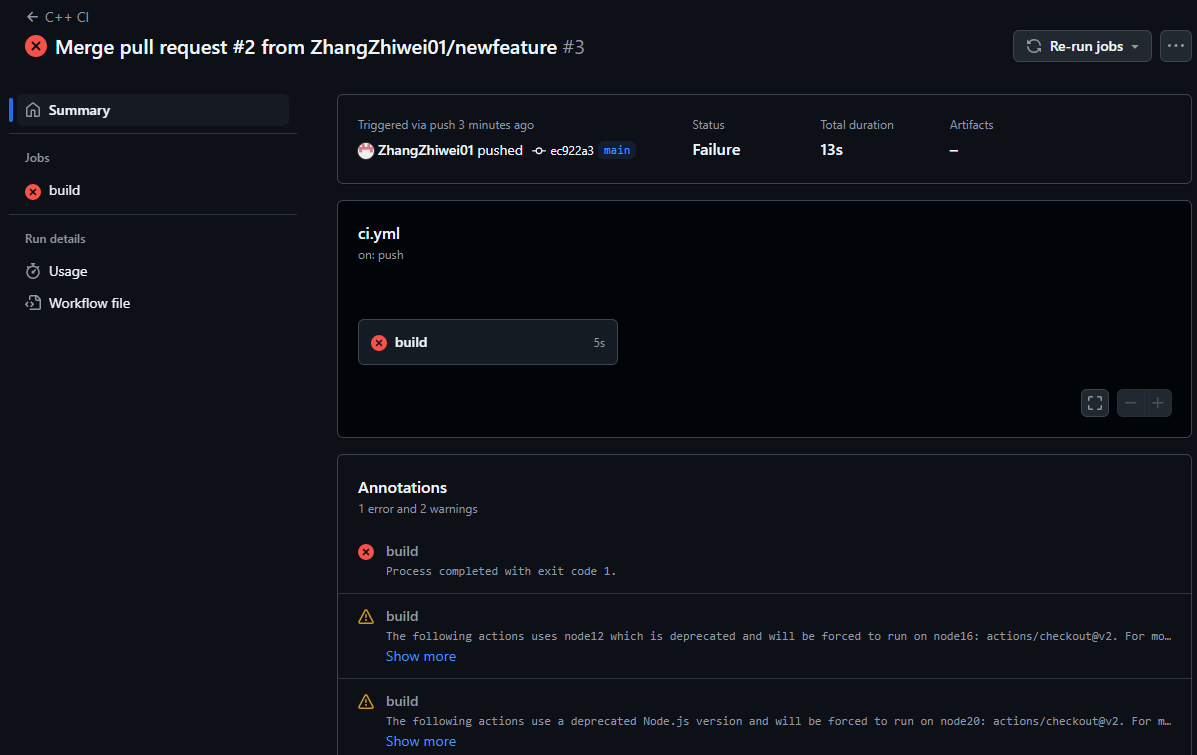 C++ CI
Merge pull request #2 from ZhangZhiwei01/newfeature #3
Re-run jobs
Summary
Jobs
build
Run details
Usage
Workflow file
Triggered via push 3 minutes ago
ZhangZhiwei01 pushed ec922a3 main
Status
Failure
Total duration
13s
Artifacts
–
ci.yml
on: push
build 5s
Annotations
1 error and 2 warnings
build
Process completed with exit code 1.
build
The following actions uses node12 which is deprecated and will be forced to run on node16: actions/checkout@v2. For mo…
Show more
build
The following actions use a deprecated Node.js version and will be forced to run on node20: actions/checkout@v2. For m…
Show more